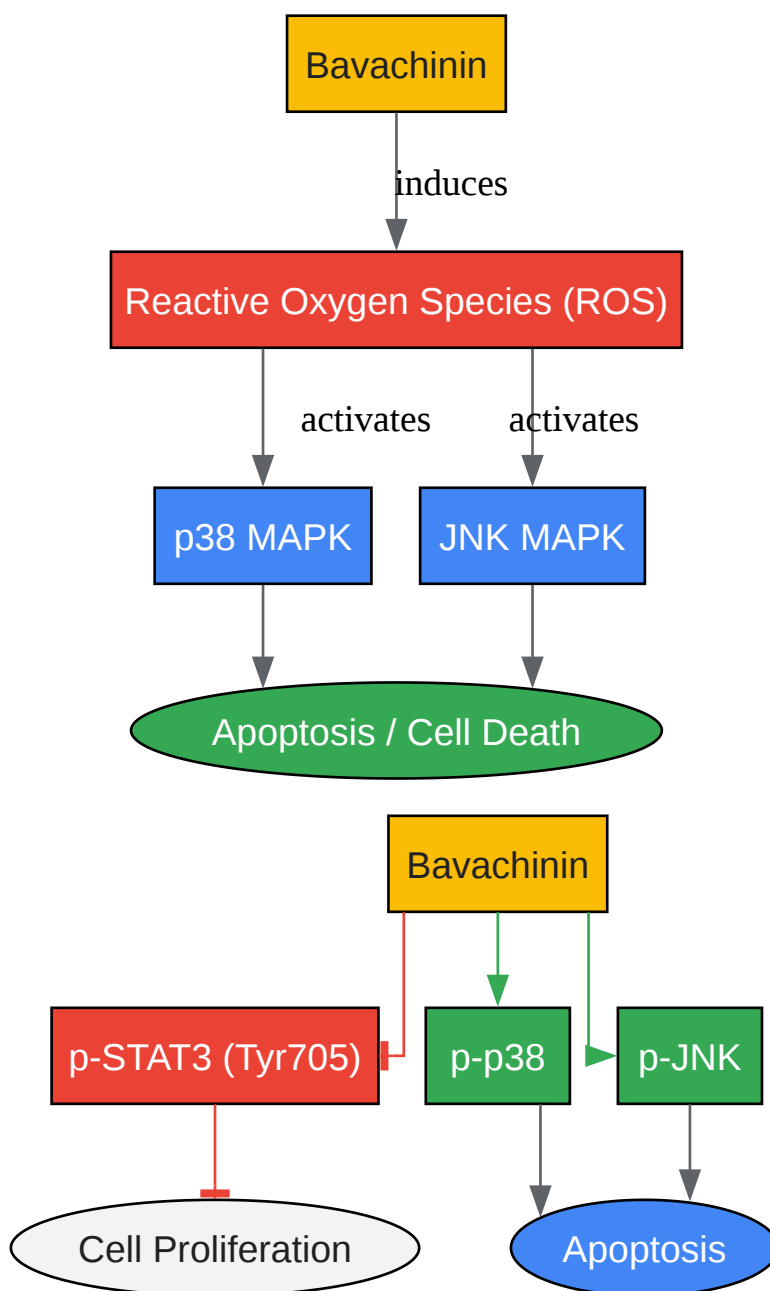 Bavachinin
induces
Reactive Oxygen Species (ROS)
activates
activates
p38 MAPK
JNK MAPK
Apoptosis / Cell Death
Bavachinin
p-STAT3 (Tyr705)
p-p38
p-JNK
Cell Proliferation
Apoptosis